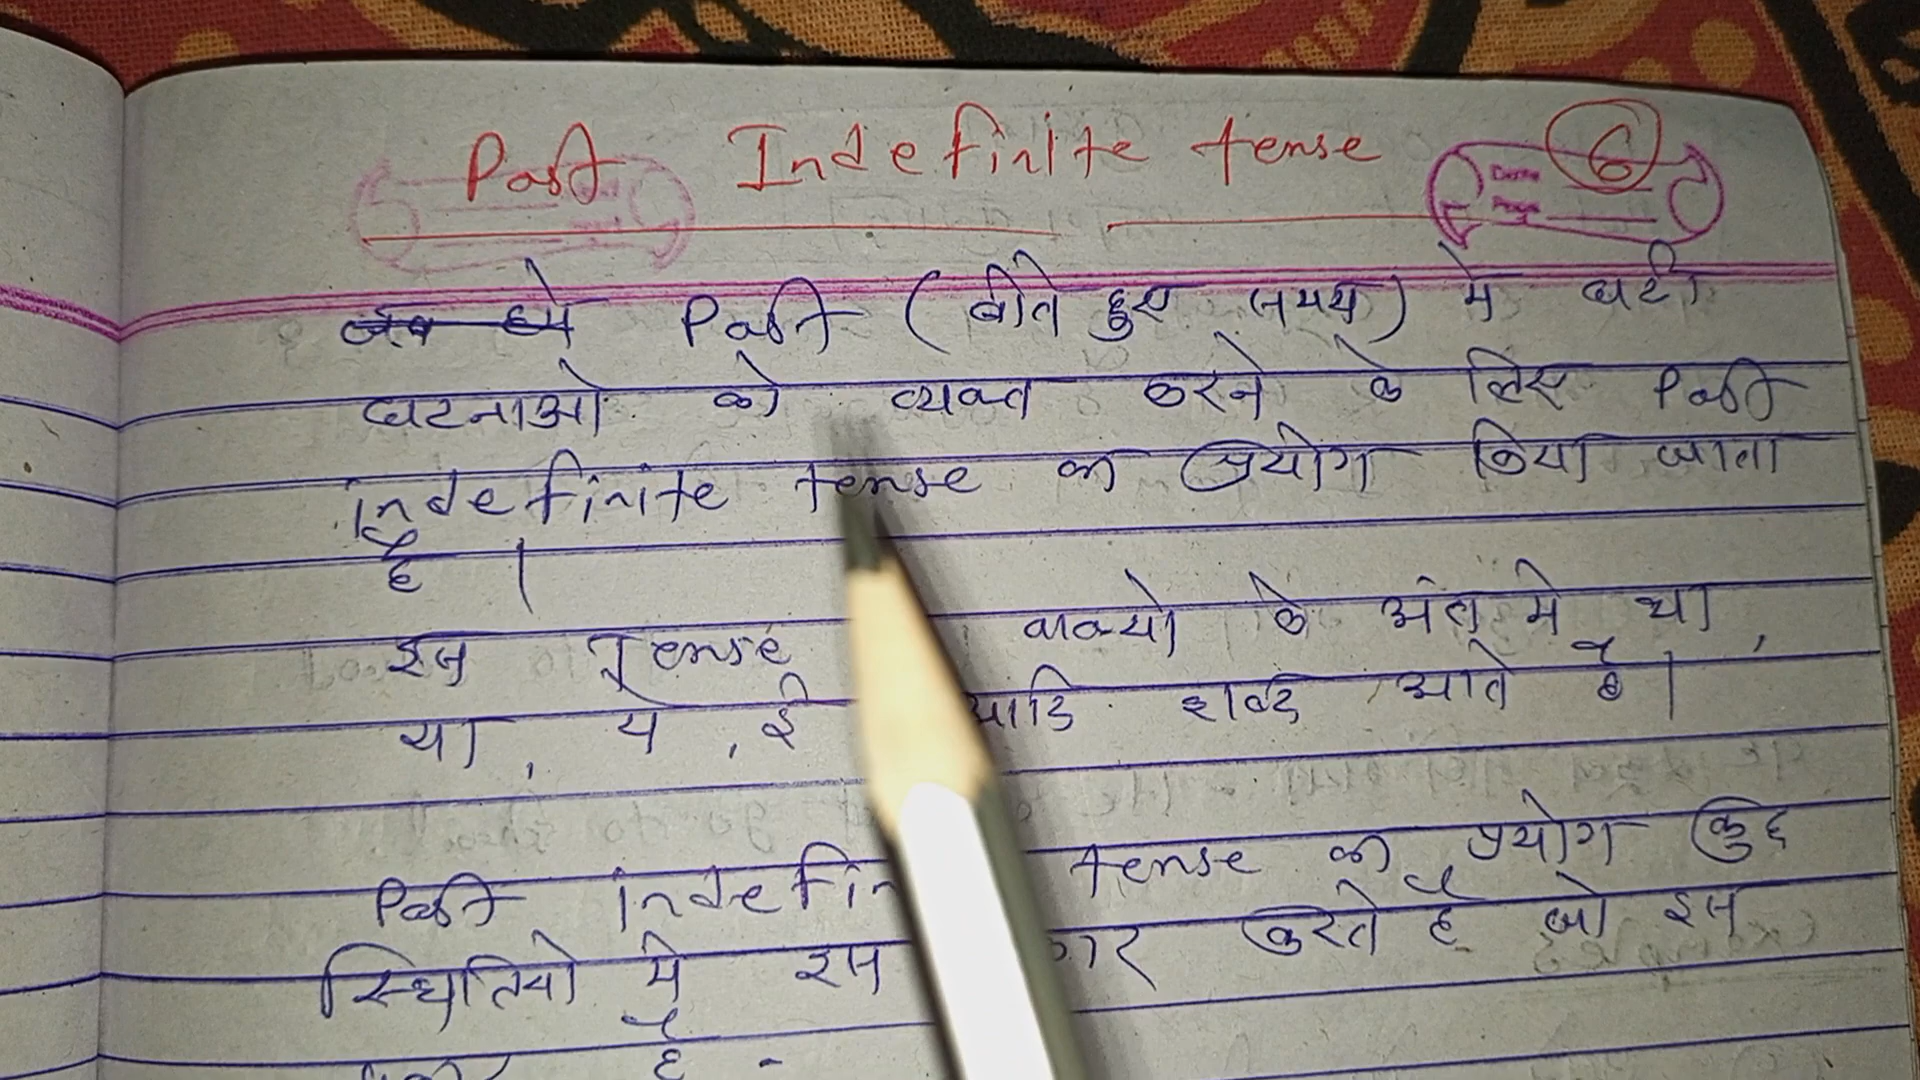 Past Indefinite tense 6
Date
Page
Past (बीते हुए समय) मे घटी
घटनाओ को व्यक्त करने के लिए Past
indefinite tense का प्रयोग किया जाता
है |
इस Tense वाक्यो के अंत मे था,
या, ये, ई आदि शब्द आते है |
Past indefin tense का प्रयोग कुछ
स्थितियो मे इस करते है जो इस
है -